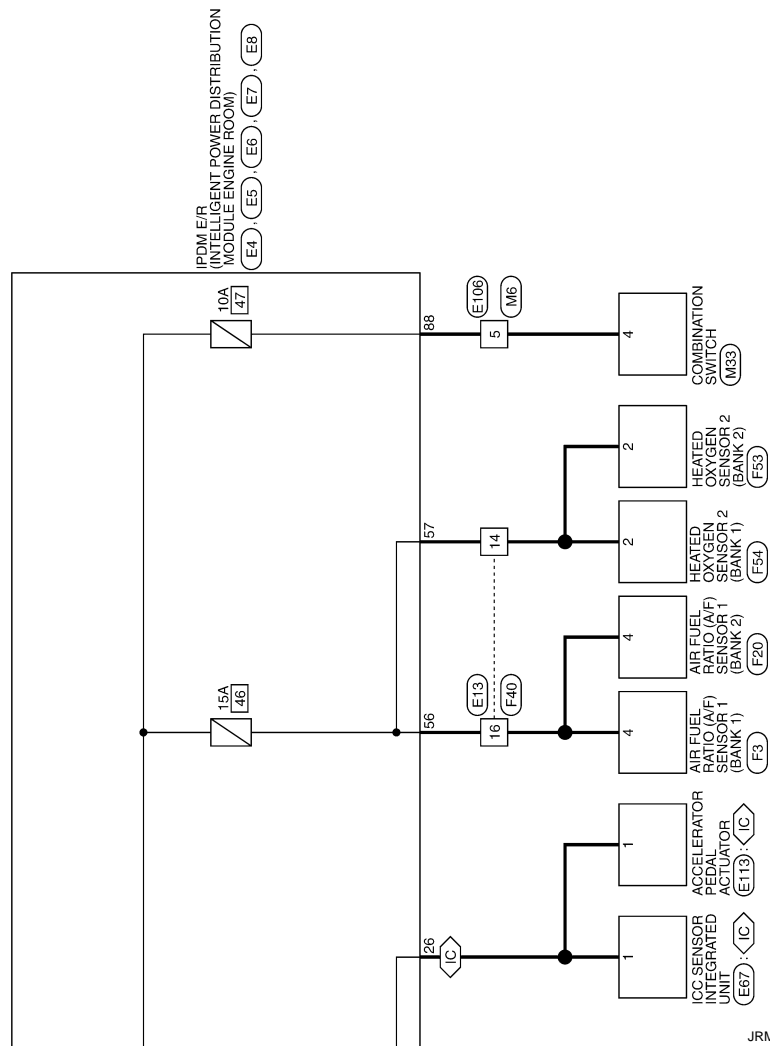 IPDM E/R
(INTELLIGENT POWER DISTRIBUTION
MODULE ENGINE ROOM)
E4 , E5 , E6 , E7 , E8
10A
47
15A
46
88
57
56
26
E106
M6
5
14
E13
F40
16
IC
4
COMBINATION
SWITCH
M33
2
HEATED
OXYGEN
SENSOR 2
(BANK 2)
F53
2
HEATED
OXYGEN
SENSOR 2
(BANK 1)
F54
4
AIR FUEL
RATIO (A/F)
SENSOR 1
(BANK 2)
F20
4
AIR FUEL
RATIO (A/F)
SENSOR 1
(BANK 1)
F3
1
ACCELERATOR
PEDAL
ACTUATOR
E113 : IC
1
ICC SENSOR
INTEGRATED
UNIT
E67 : IC
JRM